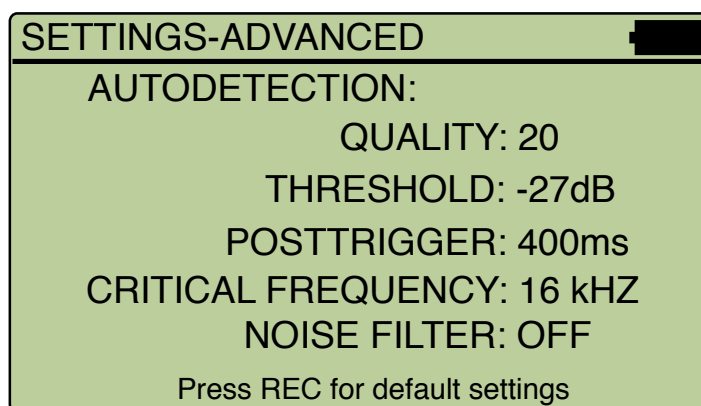 SETTINGS-ADVANCED
AUTODETECTION:
QUALITY: 20
THRESHOLD: -27dB
POSTTRIGGER: 400ms
CRITICAL FREQUENCY: 16 kHZ
NOISE FILTER: OFF
Press REC for default settings